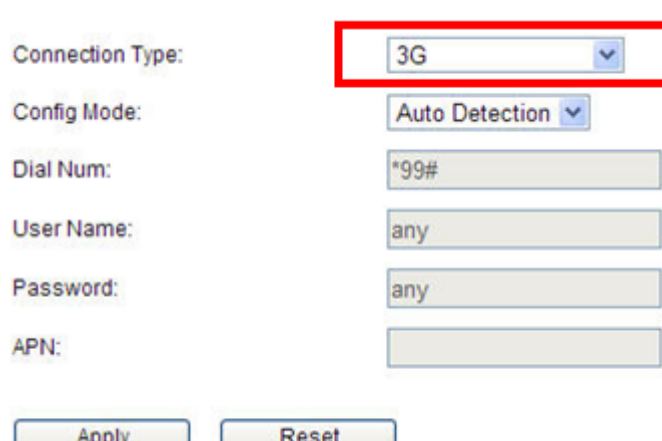 Connection Type: 3G
Config Mode: Auto Detection
Dial Num: *99#
User Name: any
Password: any
APN:
Apply Reset